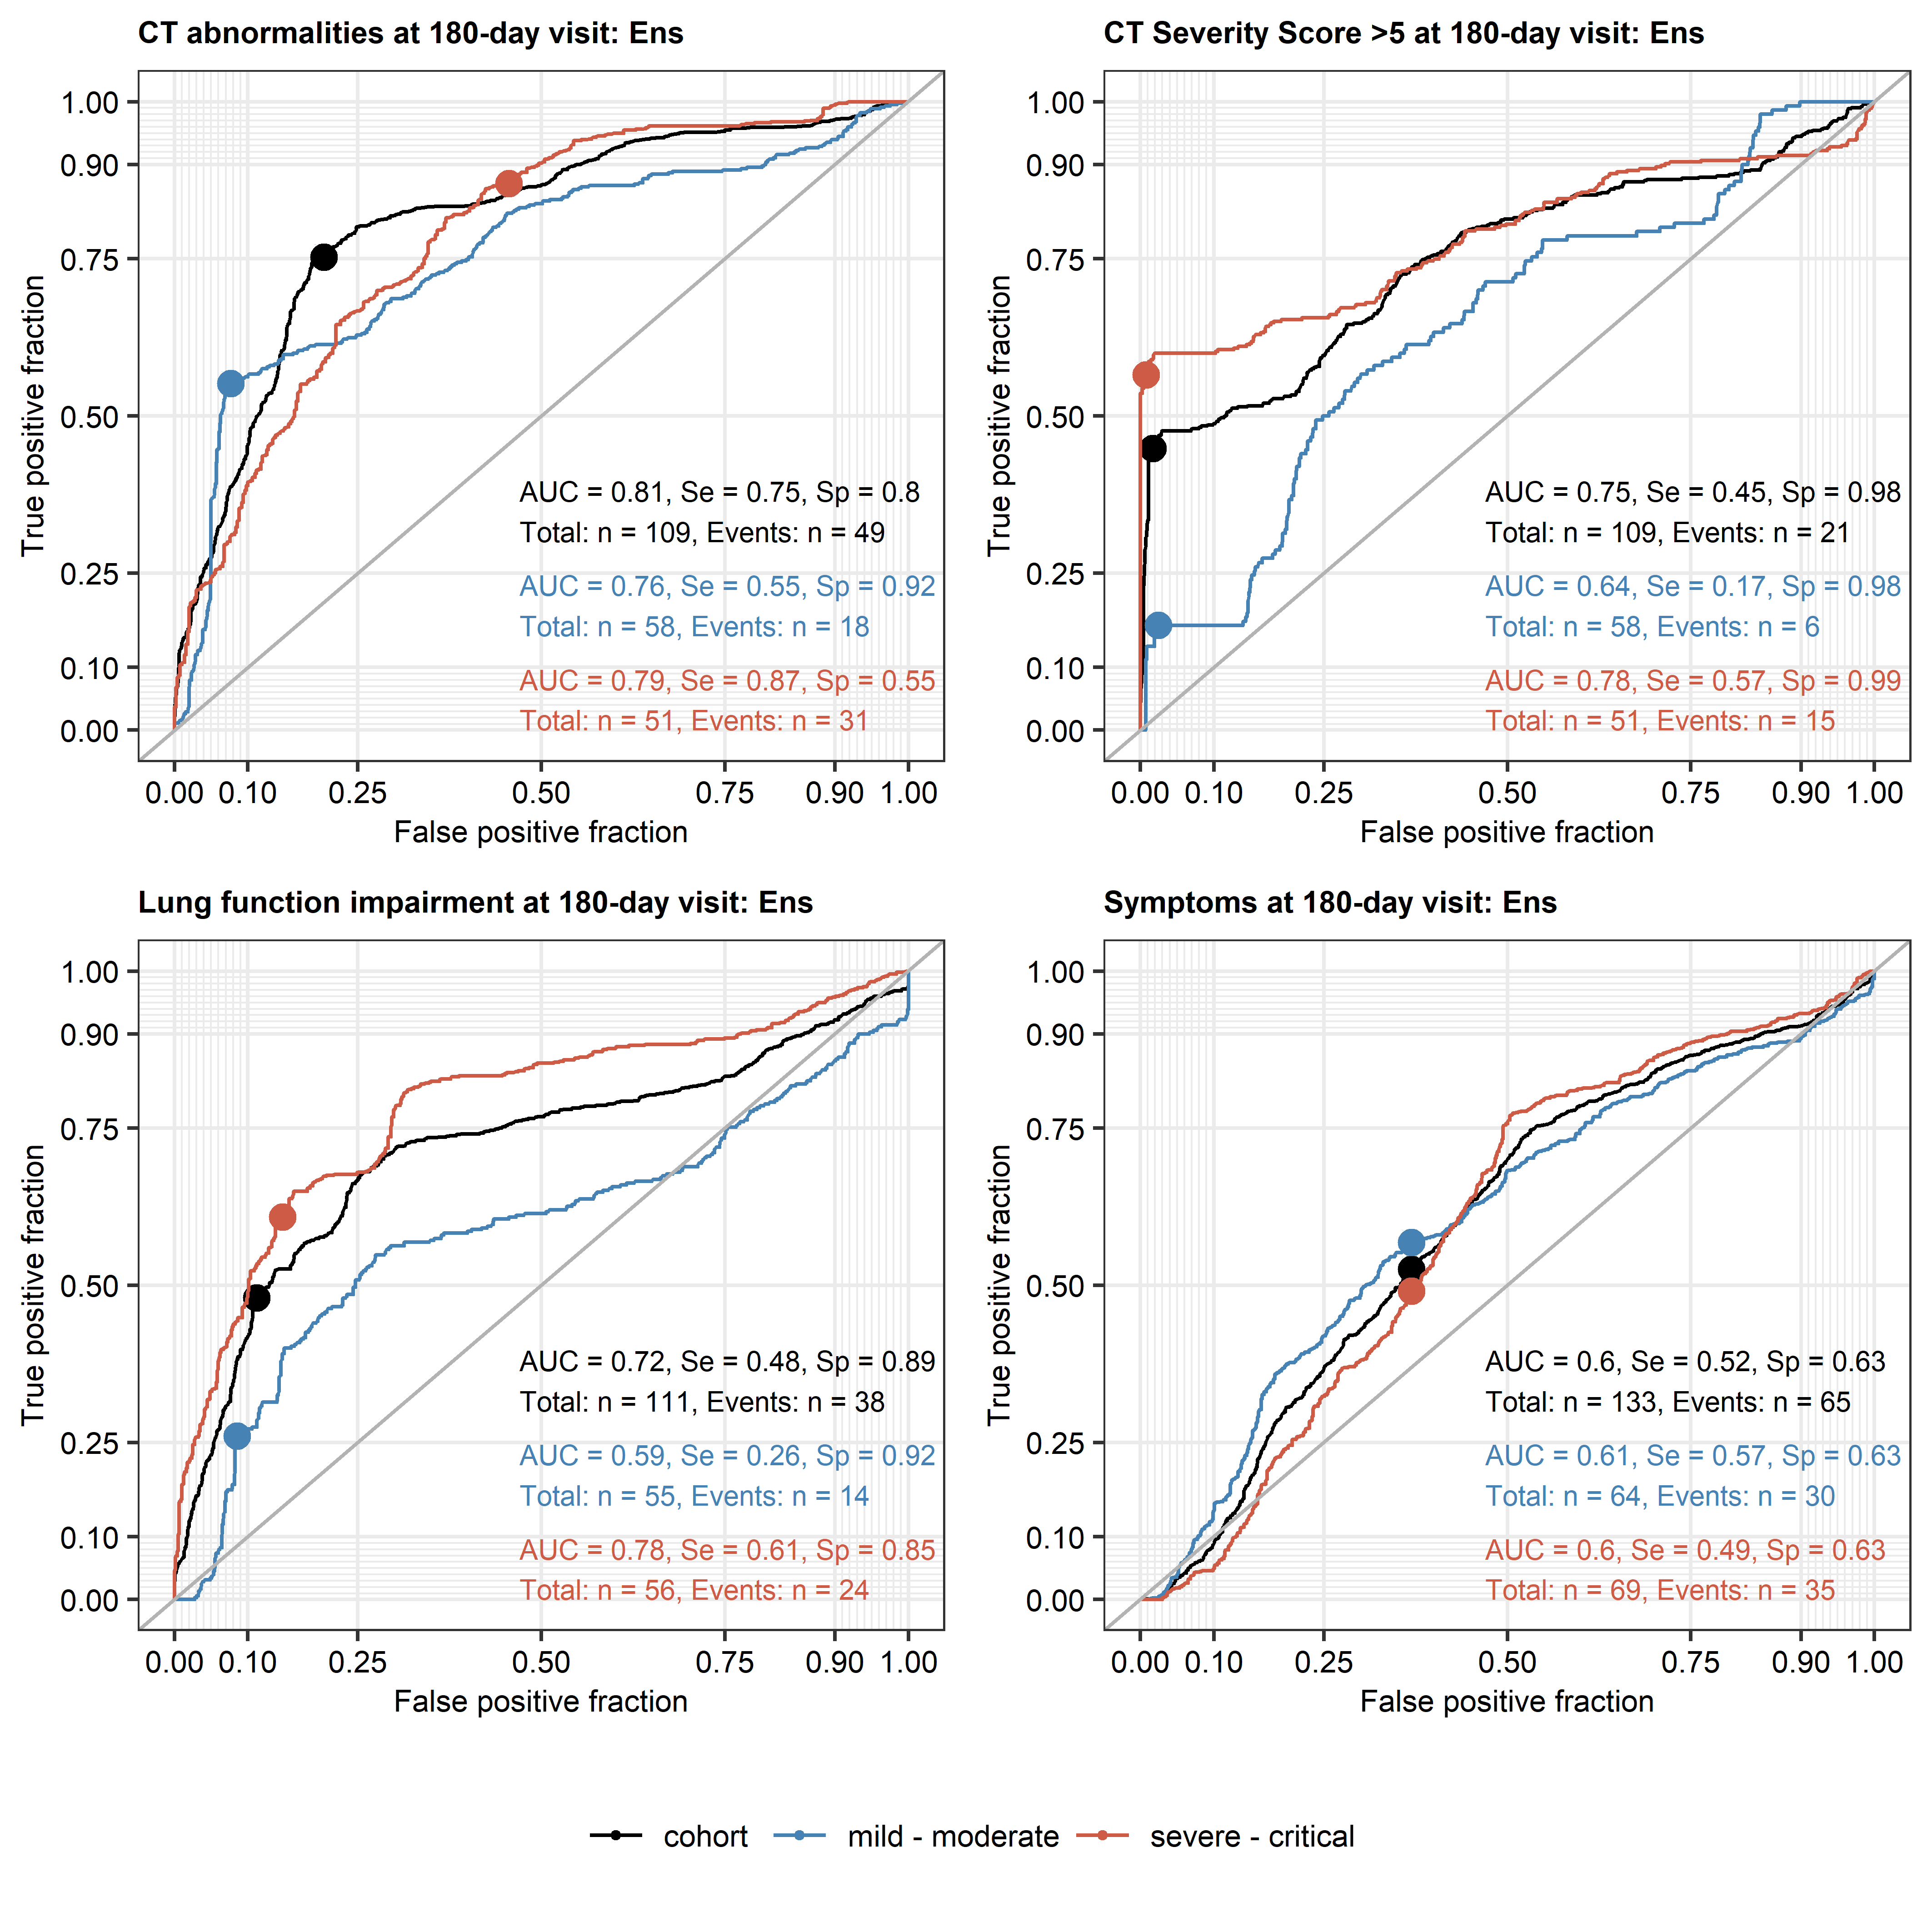 CT abnormalities at 180-day visit: Ens
True positive fraction
1.00
0.90
0.75
0.50
0.25
0.10
0.00
AUC = 0.81, Se = 0.75, Sp = 0.8
Total: n = 109, Events: n = 49
AUC = 0.76, Se = 0.55, Sp = 0.92
Total: n = 58, Events: n = 18
AUC = 0.79, Se = 0.87, Sp = 0.55
Total: n = 51, Events: n = 31
0.00 0.10 0.25 0.50 0.75 0.90 1.00
False positive fraction
CT Severity Score >5 at 180-day visit: Ens
True positive fraction
1.00
0.90
0.75
0.50
0.25
0.10
0.00
AUC = 0.75, Se = 0.45, Sp = 0.98
Total: n = 109, Events: n = 21
AUC = 0.64, Se = 0.17, Sp = 0.98
Total: n = 58, Events: n = 6
AUC = 0.78, Se = 0.57, Sp = 0.99
Total: n = 51, Events: n = 15
0.00 0.10 0.25 0.50 0.75 0.90 1.00
False positive fraction
Lung function impairment at 180-day visit: Ens
True positive fraction
1.00
0.90
0.75
0.50
0.25
0.10
0.00
AUC = 0.72, Se = 0.48, Sp = 0.89
Total: n = 111, Events: n = 38
AUC = 0.59, Se = 0.26, Sp = 0.92
Total: n = 55, Events: n = 14
AUC = 0.78, Se = 0.61, Sp = 0.85
Total: n = 56, Events: n = 24
0.00 0.10 0.25 0.50 0.75 0.90 1.00
False positive fraction
Symptoms at 180-day visit: Ens
True positive fraction
1.00
0.90
0.75
0.50
0.25
0.10
0.00
AUC = 0.6, Se = 0.52, Sp = 0.63
Total: n = 133, Events: n = 65
AUC = 0.61, Se = 0.57, Sp = 0.63
Total: n = 64, Events: n = 30
AUC = 0.6, Se = 0.49, Sp = 0.63
Total: n = 69, Events: n = 35
0.00 0.10 0.25 0.50 0.75 0.90 1.00
False positive fraction
cohort mild - moderate severe - critical